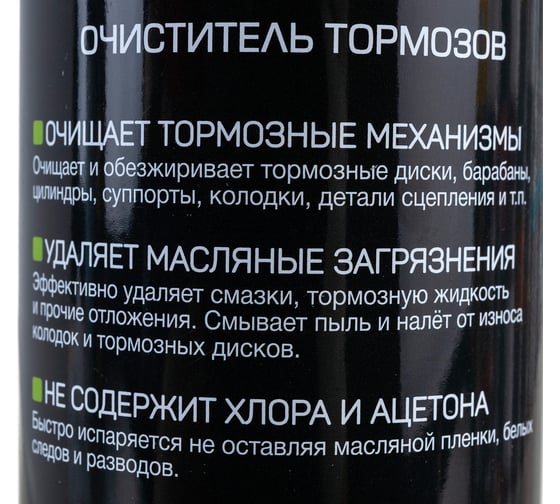 ОЧИСТИТЕЛЬ ТОРМОЗОВ
ОЧИЩАЕТ ТОРМОЗНЫЕ МЕХАНИЗМЫ
Очищает и обезжиривает тормозные диски, барабаны,
цилиндры, суппорты, колодки, детали сцепления и т.п.
УДАЛЯЕТ МАСЛЯНЫЕ ЗАГРЯЗНЕНИЯ
Эффективно удаляет смазки, тормозную жидкость
и прочие отложения. Смывает пыль и налёт от износа
колодок и тормозных дисков.
НЕ СОДЕРЖИТ ХЛОРА И АЦЕТОНА
Быстро испаряется не оставляя масляной пленки, белых
следов и разводов.